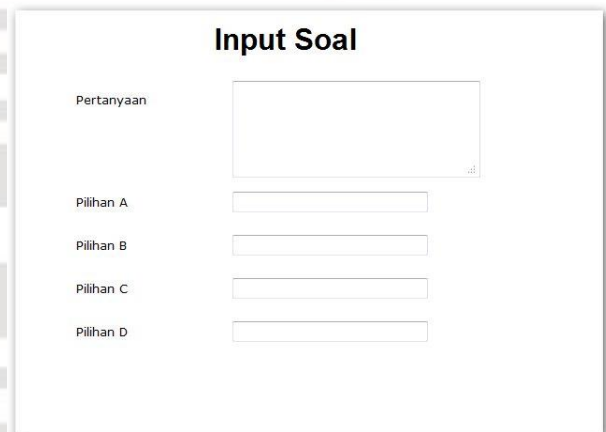 Input Soal
Pertanyaan
Pilihan A
Pilihan B
Pilihan C
Pilihan D